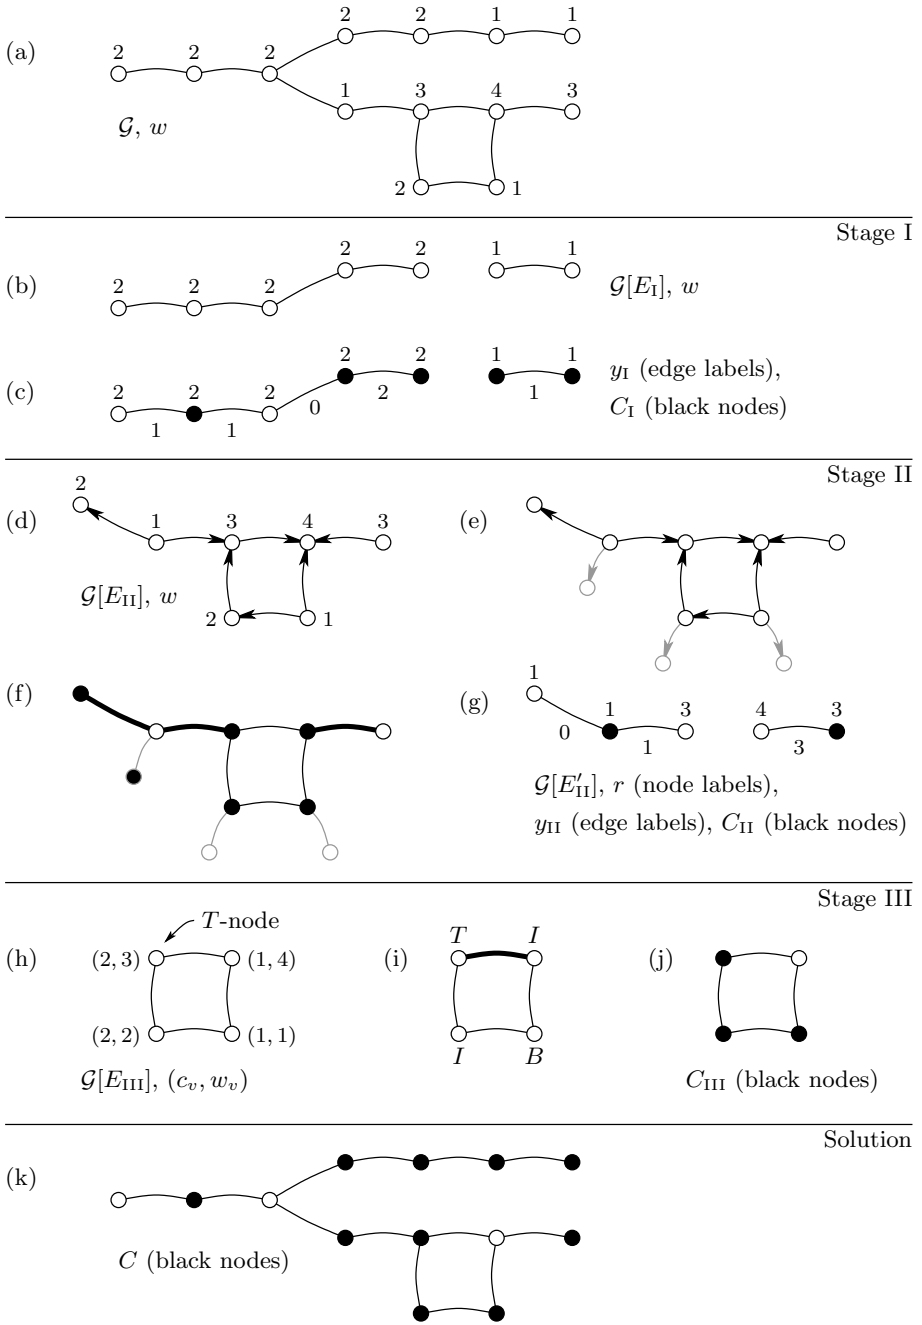 2 2 1 1
(a) 2 2 2
1 3 4 3
𝒢, w
2 1
Stage I
2 2 1 1
(b) 2 2 2 𝒢[E_I], w
2 2 1 1
(c) 2 2 2 0 2 1 y_I (edge labels),
1 1 C_I (black nodes)
Stage II
2
(d) 1 3 4 3 (e)
𝒢[E_II], w 2 1
(f) (g) 1 1 3 4 3
0 1 3
𝒢[E'_II], r (node labels),
y_II (edge labels), C_II (black nodes)
Stage III
T-node
(h) (2, 3) (1, 4) (i) T I (j)
(2, 2) (1, 1) I B
𝒢[E_III], (c_v, w_v) C_III (black nodes)
Solution
(k)
C (black nodes)